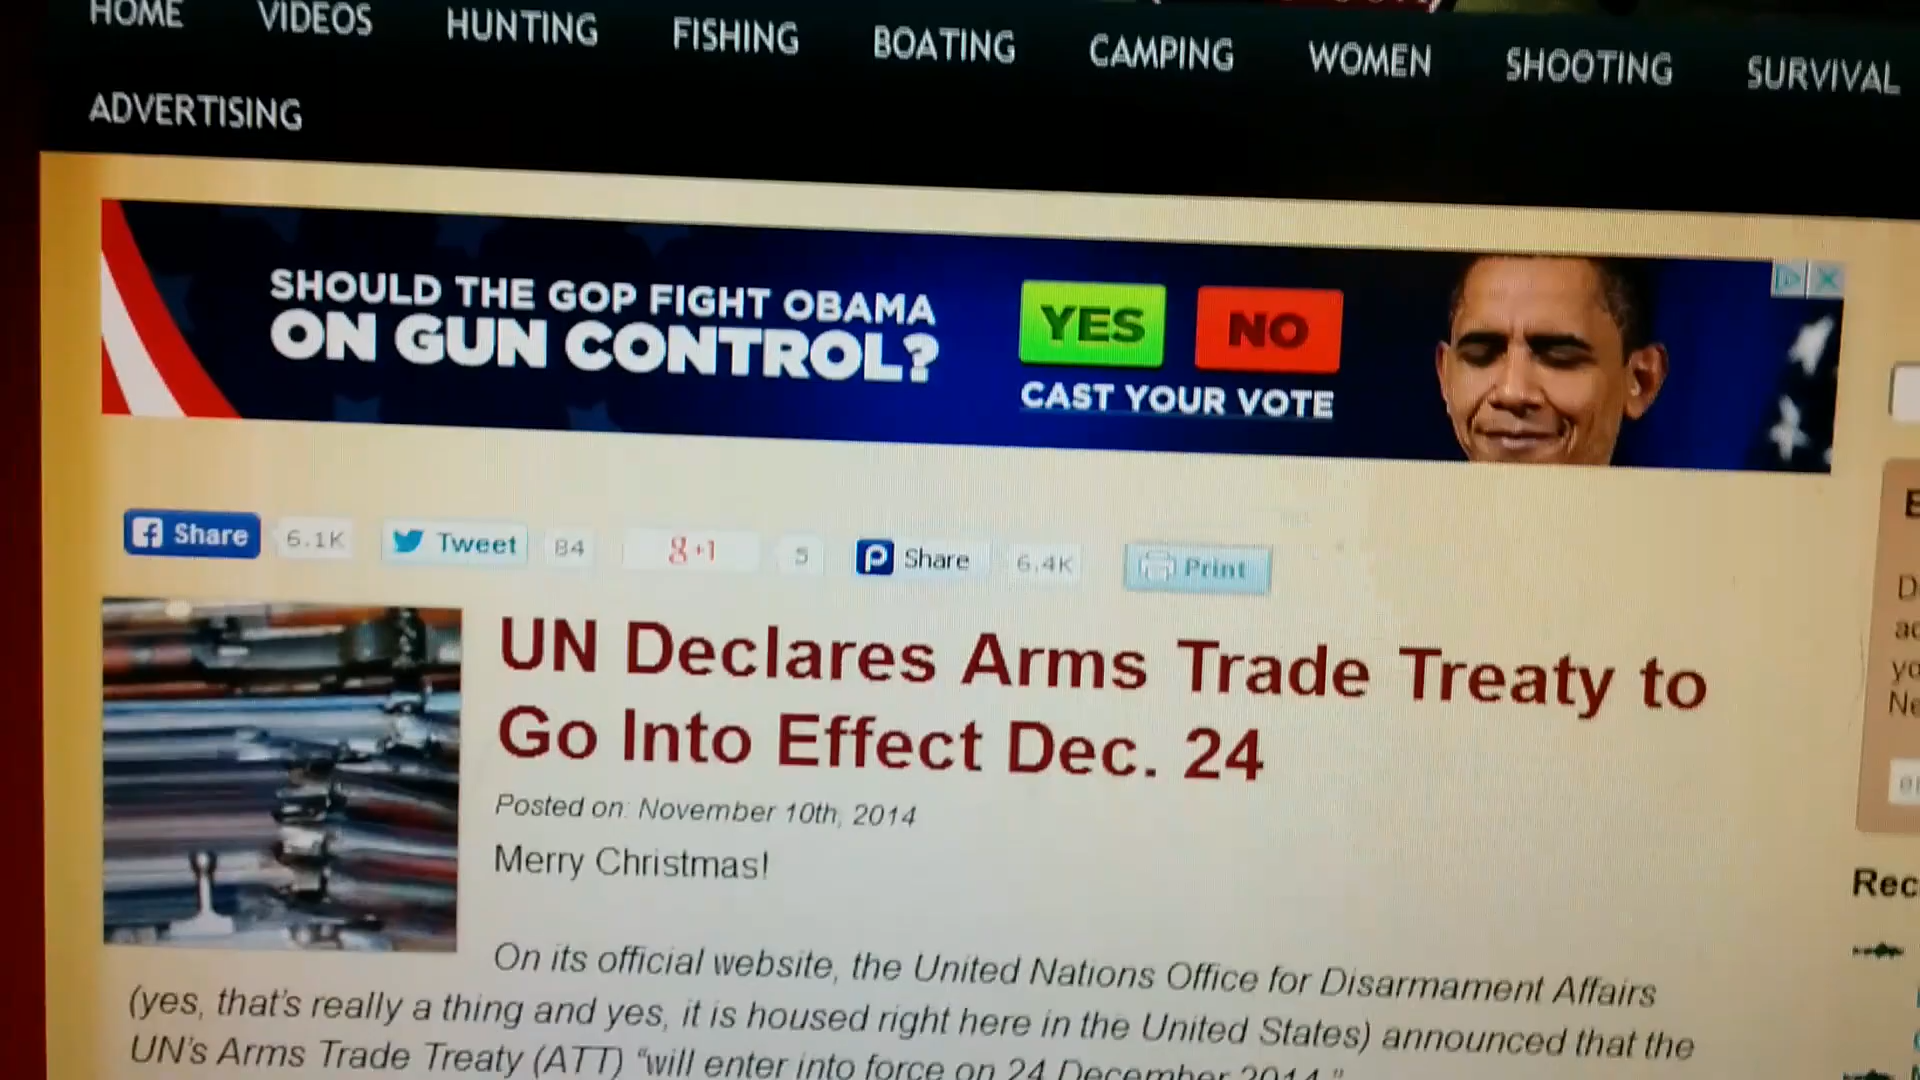 HOME VIDEOS HUNTING FISHING BOATING CAMPING WOMEN SHOOTING SURVIVAL
ADVERTISING
SHOULD THE GOP FIGHT OBAMA
ON GUN CONTROL?
YES NO
CAST YOUR VOTE
Share 6.1K Tweet 84 g+1 5 Share 6.4K Print
UN Declares Arms Trade Treaty to
Go Into Effect Dec. 24
Posted on: November 10th, 2014
Merry Christmas!
On its official website, the United Nations Office for Disarmament Affairs
(yes, that's really a thing and yes, it is housed right here in the United States) announced that the
UN's Arms Trade Treaty (ATT) "will enter into force on 24 December 2014."